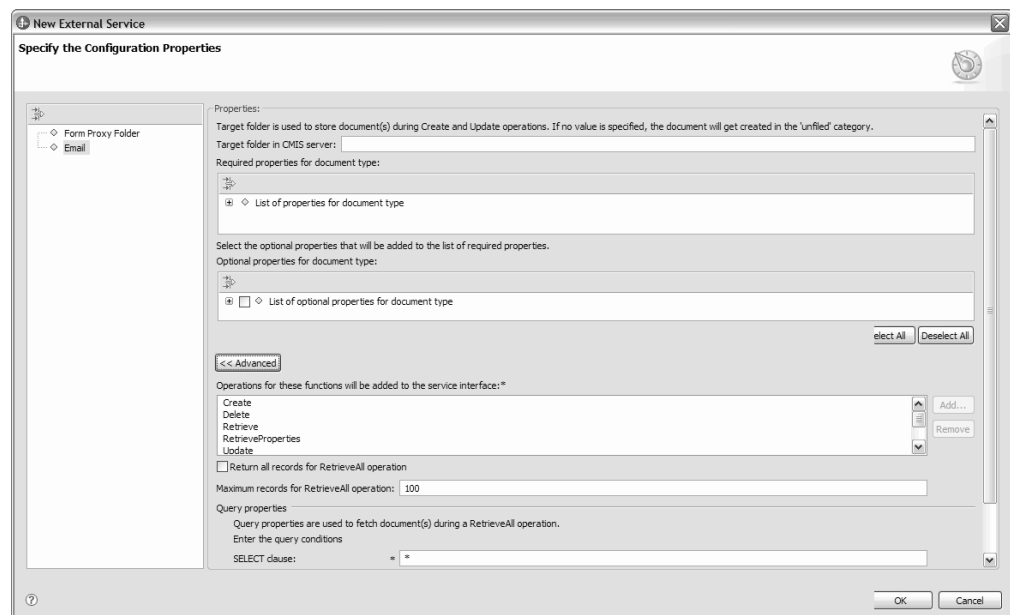 New External Service
Specify the Configuration Properties
Form Proxy Folder
Email
Properties:
Target folder is used to store document(s) during Create and Update operations. If no value is specified, the document will get created in the 'unfiled' category.
Target folder in CMIS server:
Required properties for document type:
List of properties for document type
Select the optional properties that will be added to the list of required properties.
Optional properties for document type:
List of optional properties for document type
elect All Deselect All
<< Advanced
Operations for these functions will be added to the service interface:*
Create
Delete
Retrieve
RetrieveProperties
Update
Add...
Remove
Return all records for RetrieveAll operation
Maximum records for RetrieveAll operation: 100
Query properties
Query properties are used to fetch document(s) during a RetrieveAll operation.
Enter the query conditions
SELECT clause: * *
? OK Cancel